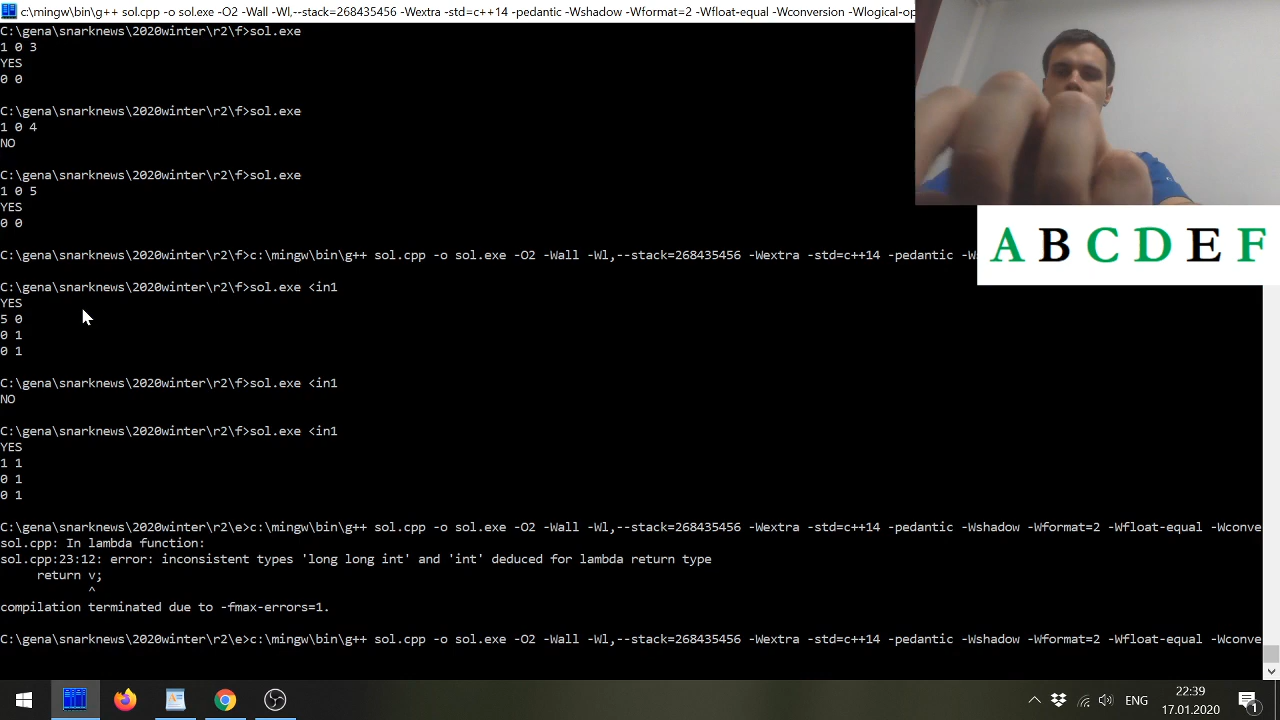 c:\mingw\bin\g++ sol.cpp -o sol.exe -O2 -Wall -Wl,--stack=268435456 -Wextra -std=c++14 -pedantic -Wshadow -Wformat=2 -Wfloat-equal -Wconversion -Wlogical-op
C:\gena\snarknews\2020winter\r2\f>sol.exe
1 0 3
YES
0 0
C:\gena\snarknews\2020winter\r2\f>sol.exe
1 0 4
NO
C:\gena\snarknews\2020winter\r2\f>sol.exe
1 0 5
YES
0 0
C:\gena\snarknews\2020winter\r2\f>c:\mingw\bin\g++ sol.cpp -o sol.exe -O2 -Wall -Wl,--stack=268435456 -Wextra -std=c++14 -pedantic -W
A B C D E F
C:\gena\snarknews\2020winter\r2\f>sol.exe <in1
YES
5 0
0 1
0 1
C:\gena\snarknews\2020winter\r2\f>sol.exe <in1
NO
C:\gena\snarknews\2020winter\r2\f>sol.exe <in1
YES
1 1
0 1
0 1
C:\gena\snarknews\2020winter\r2\e>c:\mingw\bin\g++ sol.cpp -o sol.exe -O2 -Wall -Wl,--stack=268435456 -Wextra -std=c++14 -pedantic -Wshadow -Wformat=2 -Wfloat-equal -Wconve
sol.cpp: In lambda function:
sol.cpp:23:12: error: inconsistent types 'long long int' and 'int' deduced for lambda return type
return v;
^
compilation terminated due to -fmax-errors=1.
C:\gena\snarknews\2020winter\r2\e>c:\mingw\bin\g++ sol.cpp -o sol.exe -O2 -Wall -Wl,--stack=268435456 -Wextra -std=c++14 -pedantic -Wshadow -Wformat=2 -Wfloat-equal -Wconve
ENG
22:39
17.01.2020
1